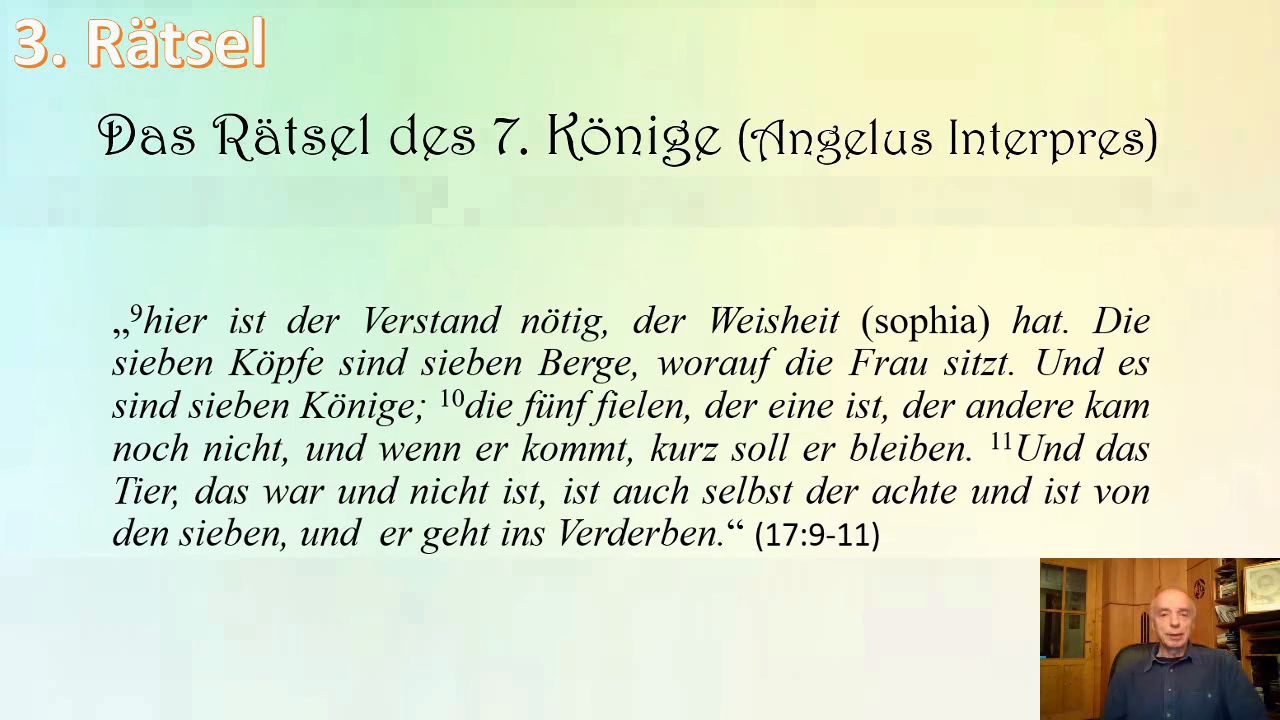 3. Rätsel
Das Rätsel des 7. Könige (Angelus Interpres)
„⁹hier ist der Verstand nötig, der Weisheit (sophia) hat. Die
sieben Köpfe sind sieben Berge, worauf die Frau sitzt. Und es
sind sieben Könige; ¹⁰die fünf fielen, der eine ist, der andere kam
noch nicht, und wenn er kommt, kurz soll er bleiben. ¹¹Und das
Tier, das war und nicht ist, ist auch selbst der achte und ist von
den sieben, und er geht ins Verderben.“ (17:9-11)